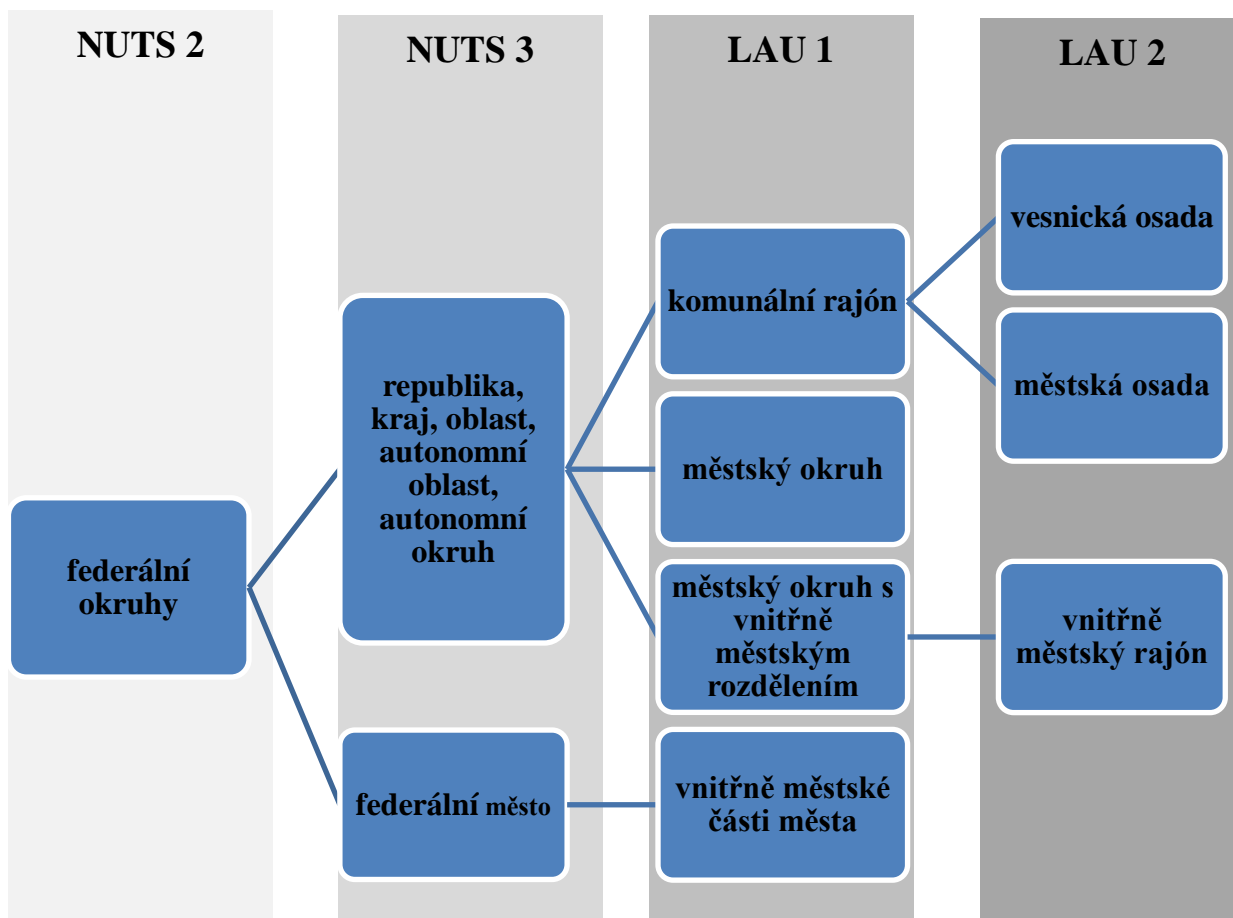 NUTS 2
NUTS 3
LAU 1
LAU 2
federální
okruhy
republika,
kraj, oblast,
autonomní
oblast,
autonomní
okruh
federální město
komunální rajón
městský okruh
městský okruh s
vnitřně
městským
rozdělením
vnitřně městské
části města
vesnická osada
městská osada
vnitřně
městský rajón